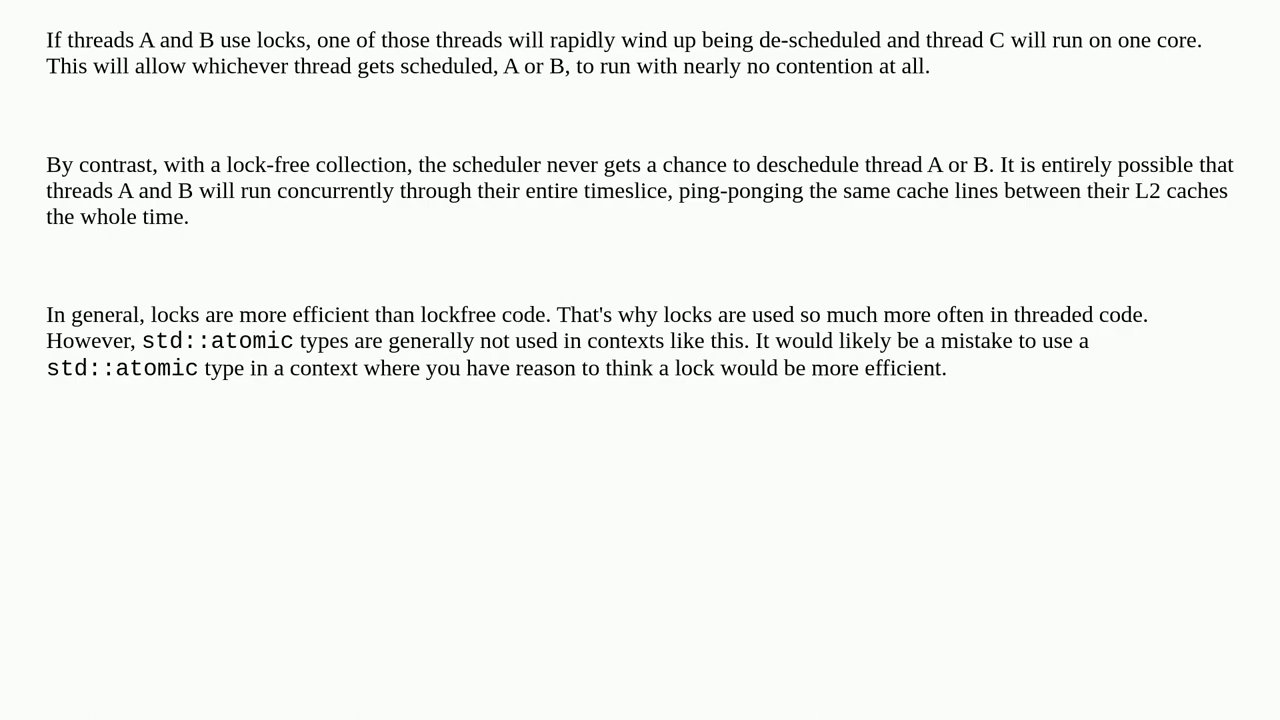 If threads A and B use locks, one of those threads will rapidly wind up being de-scheduled and thread C will run on one core.
This will allow whichever thread gets scheduled, A or B, to run with nearly no contention at all.
By contrast, with a lock-free collection, the scheduler never gets a chance to deschedule thread A or B. It is entirely possible that
threads A and B will run concurrently through their entire timeslice, ping-ponging the same cache lines between their L2 caches
the whole time.
In general, locks are more efficient than lockfree code. That's why locks are used so much more often in threaded code.
However, std::atomic types are generally not used in contexts like this. It would likely be a mistake to use a
std::atomic type in a context where you have reason to think a lock would be more efficient.